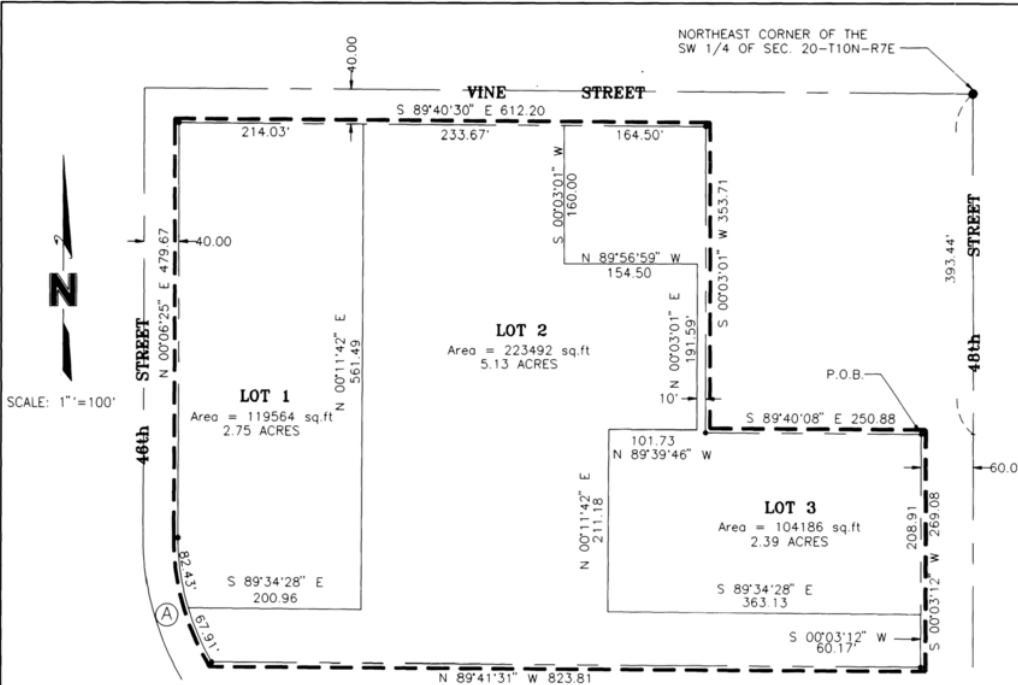 NORTHEAST CORNER OF THE
SW 1/4 OF SEC. 20-T10N-R7E
40.00
VINE STREET
S 89°40'30" E 612.20
214.03'
233.67'
164.50'
S 00°03'01" W
160.00
N 89°56'59" W
154.50
S 00°03'01" W 353.71
N 00°03'01" E
191.59'
10'
393.44'
48th STREET
40.00
N 00°06'25" E 479.67
46th STREET
N
SCALE: 1"=100'
N 00°11'42" E
561.49
LOT 1
Area = 119564 sq.ft
2.75 ACRES
LOT 2
Area = 223492 sq.ft
5.13 ACRES
P.O.B.
S 89°40'08" E 250.88
101.73
N 89°39'46" W
60.0
N 00°11'42" E
211.18
LOT 3
Area = 104186 sq.ft
2.39 ACRES
208.91
S 00°03'12" W 269.08
82.43'
S 89°34'28" E
200.96
S 89°34'28" E
363.13
A
67.91'
S 00°03'12" W
60.17'
N 89°41'31" W 823.81